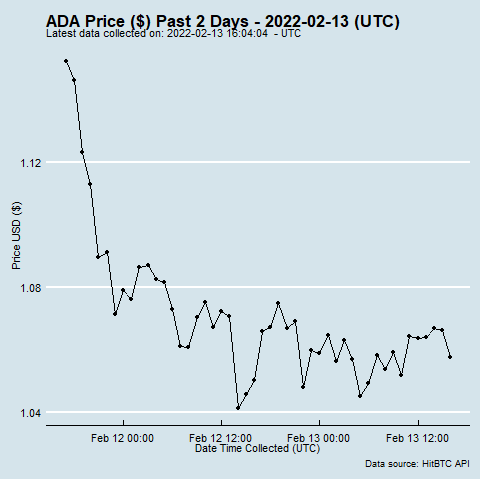 ADA Price ($) Past 2 Days - 2022-02-13 (UTC)
Latest data collected on: 2022-02-13 16:04:04 - UTC
Price USD ($)
1.12
1.08
1.04
Feb 12 00:00
Feb 12 12:00
Feb 13 00:00
Feb 13 12:00
Date Time Collected (UTC)
Data source: HitBTC API